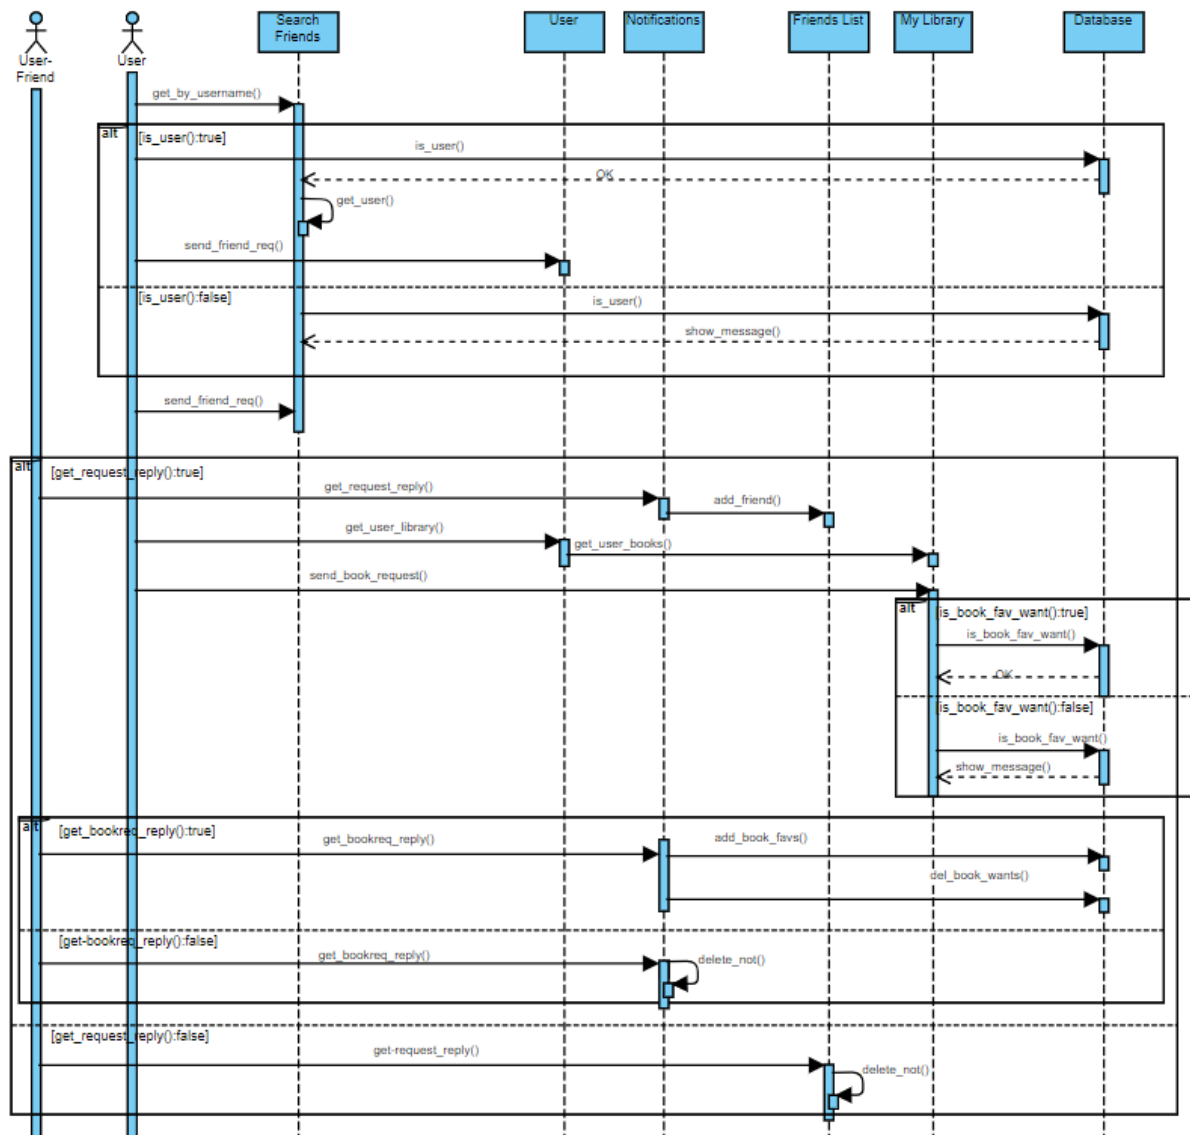 Search
Friends
User
Notifications
Friends List
My Library
Database
User-
Friend
User
get_by_username()
alt
[is_user():true]
is_user()
OK
get_user()
send_friend_req()
[is_user():false]
is_user()
show_message()
send_friend_req()
alt
[get_request_reply():true]
get_request_reply()
add_friend()
get_user_library()
get_user_books()
send_book_request()
alt
[is_book_fav_want():true]
is_book_fav_want()
OK
[is_book_fav_want():false]
is_book_fav_want()
show_message()
alt
[get_bookreq_reply():true]
get_bookreq_reply()
add_book_favs()
del_book_wants()
[get-bookreq_reply():false]
get_bookreq_reply()
delete_not()
[get_request_reply():false]
get-request_reply()
delete_not()